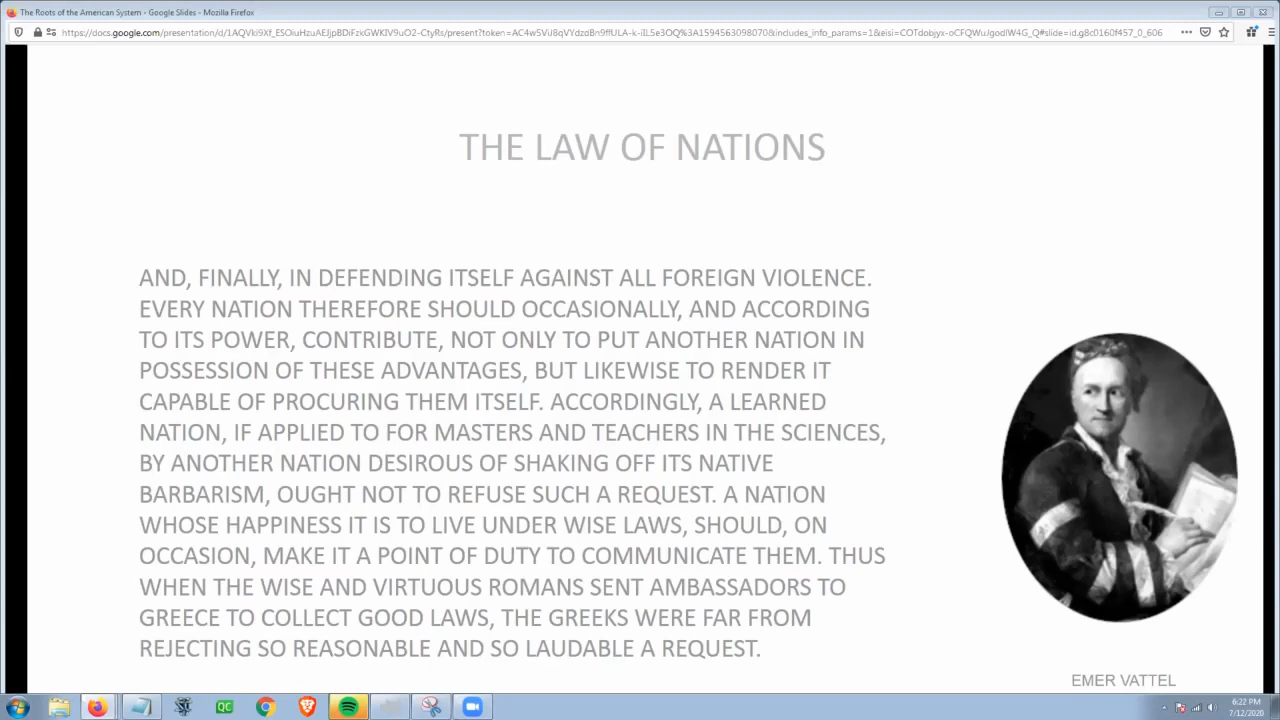 The Roots of the American System - Google Slides - Mozilla Firefox
THE LAW OF NATIONS
AND, FINALLY, IN DEFENDING ITSELF AGAINST ALL FOREIGN VIOLENCE.
EVERY NATION THEREFORE SHOULD OCCASIONALLY, AND ACCORDING
TO ITS POWER, CONTRIBUTE, NOT ONLY TO PUT ANOTHER NATION IN
POSSESSION OF THESE ADVANTAGES, BUT LIKEWISE TO RENDER IT
CAPABLE OF PROCURING THEM ITSELF. ACCORDINGLY, A LEARNED
NATION, IF APPLIED TO FOR MASTERS AND TEACHERS IN THE SCIENCES,
BY ANOTHER NATION DESIROUS OF SHAKING OFF ITS NATIVE
BARBARISM, OUGHT NOT TO REFUSE SUCH A REQUEST. A NATION
WHOSE HAPPINESS IT IS TO LIVE UNDER WISE LAWS, SHOULD, ON
OCCASION, MAKE IT A POINT OF DUTY TO COMMUNICATE THEM. THUS
WHEN THE WISE AND VIRTUOUS ROMANS SENT AMBASSADORS TO
GREECE TO COLLECT GOOD LAWS, THE GREEKS WERE FAR FROM
REJECTING SO REASONABLE AND SO LAUDABLE A REQUEST.
EMER VATTEL
QC
6:22 PM
7/12/2020